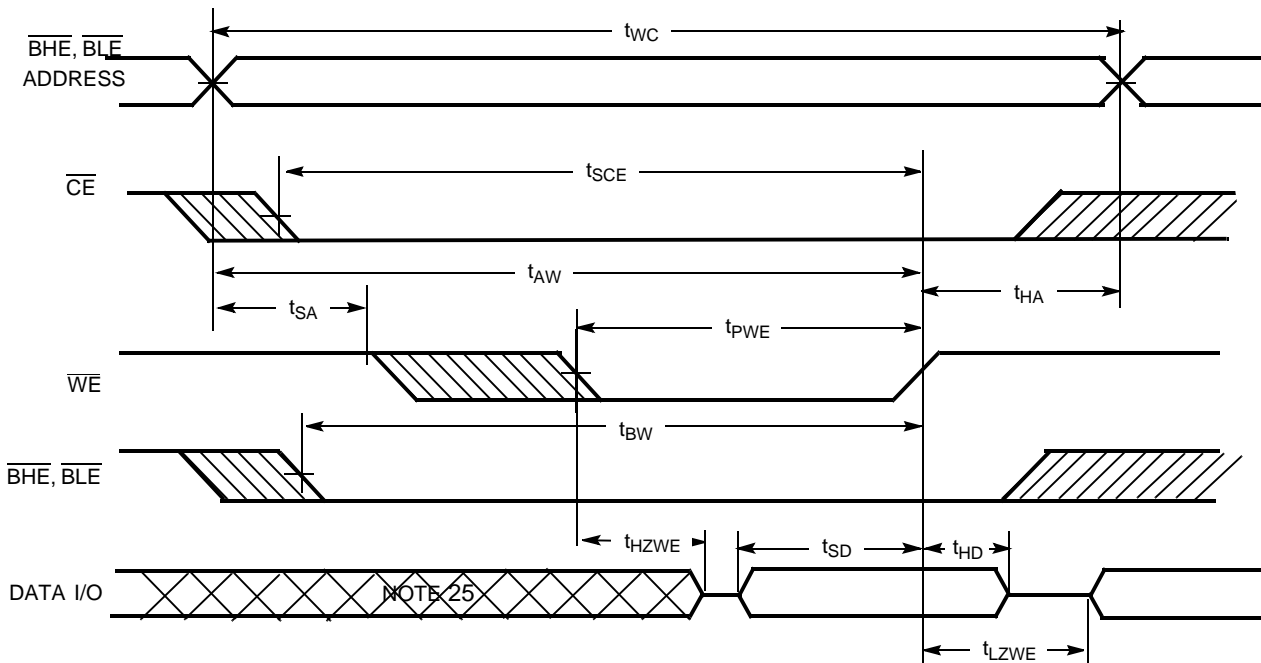 tWC
BHE, BLE
ADDRESS
tSCE
CE
tAW
tHA
tSA
tPWE
WE
tBW
BHE, BLE
tHZWE
tSD
tHD
DATA I/O
NOTE 25
tLZWE